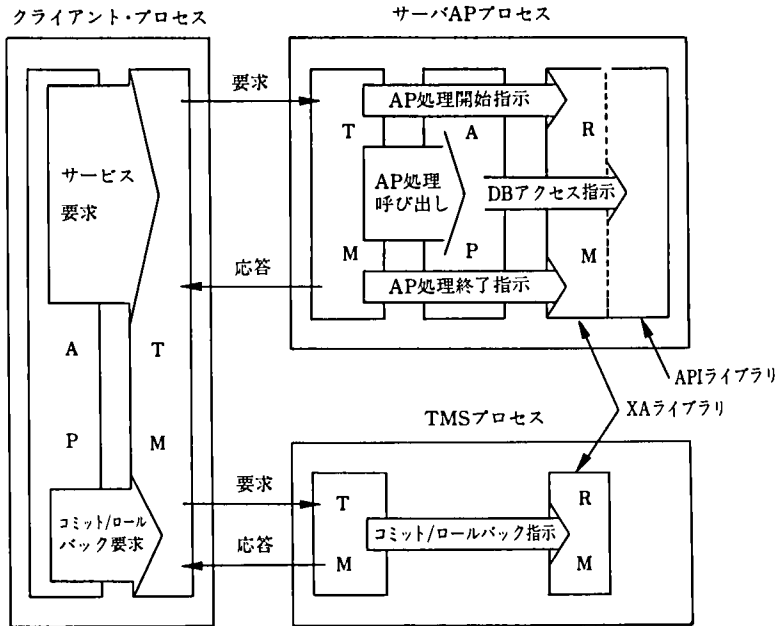 クライアント・プロセス
サーバAPプロセス
サービス
要求
A
P
T
M
要求
応答
T
M
AP処理開始指示
A
P
AP処理
呼び出し
DBアクセス指示
AP処理終了指示
R
M
APIライブラリ
XAライブラリ
TMSプロセス
コミット/ロール
バック要求
要求
応答
T
M
コミット/ロールバック指示
R
M